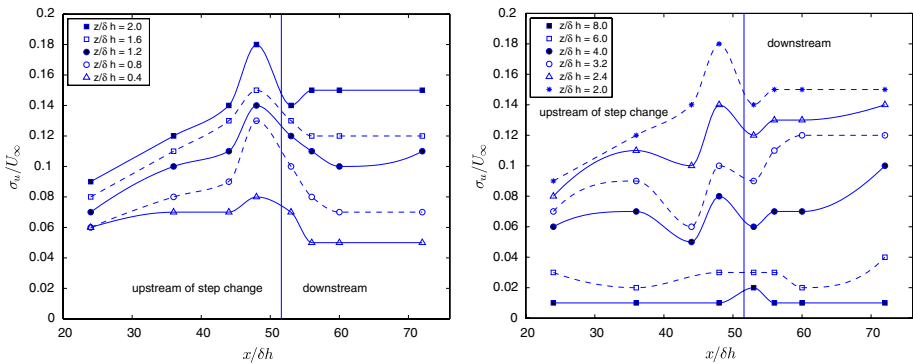 σ_u/U_∞
0.2
0.18
0.16
0.14
0.12
0.1
0.08
0.06
0.04
0.02
0
z/δ h = 2.0
z/δ h = 1.6
z/δ h = 1.2
z/δ h = 0.8
z/δ h = 0.4
upstream of step change
downstream
20 30 40 50 60 70
x/δh
σ_u/U_∞
0.2
0.18
0.16
0.14
0.12
0.1
0.08
0.06
0.04
0.02
0
z/δ h = 8.0
z/δ h = 6.0
z/δ h = 4.0
z/δ h = 3.2
z/δ h = 2.4
z/δ h = 2.0
downstream
upstream of step change
20 30 40 50 60 70
x/δh